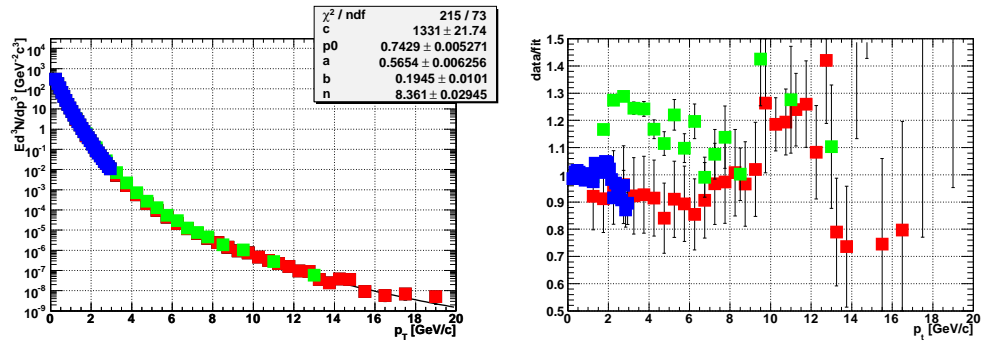 χ² / ndf 215 / 73
c 1331 ± 21.74
p0 0.7429 ± 0.005271
a 0.5654 ± 0.006256
b 0.1945 ± 0.0101
n 8.361 ± 0.02945
Ed³N/dp³ [GeV⁻²c³]
10⁴
10³
10²
10
1
10⁻¹
10⁻²
10⁻³
10⁻⁴
10⁻⁵
10⁻⁶
10⁻⁷
10⁻⁸
10⁻⁹
0 2 4 6 8 10 12 14 16 18 20
p_T [GeV/c]
data/fit
1.5
1.4
1.3
1.2
1.1
1
0.9
0.8
0.7
0.6
0.5
0 2 4 6 8 10 12 14 16 18 20
p_t [GeV/c]